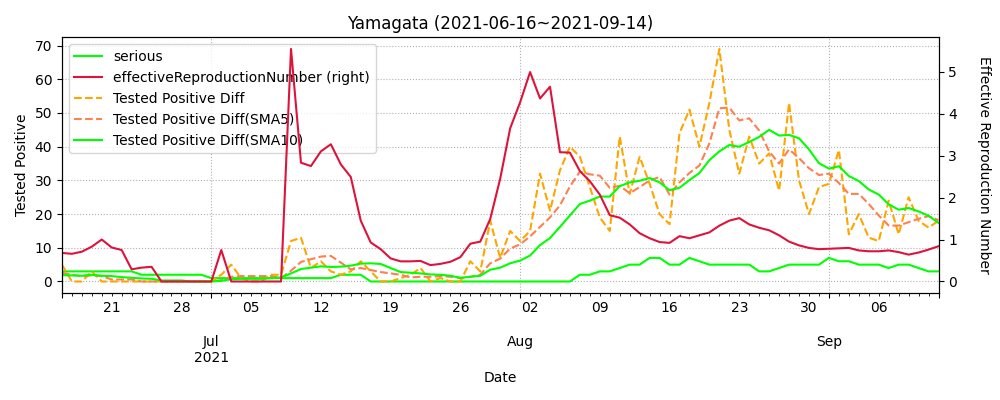 Yamagata (2021-06-16~2021-09-14)
serious
effectiveReproductionNumber (right)
Tested Positive Diff
Tested Positive Diff(SMA5)
Tested Positive Diff(SMA10)
Tested Positive
70
60
50
40
30
20
10
0
5
4
3
2
1
0
Effective Reproduction Number
21 28 05 12 19 26 02 09 16 23 30 06
Jul Aug Sep
2021
Date